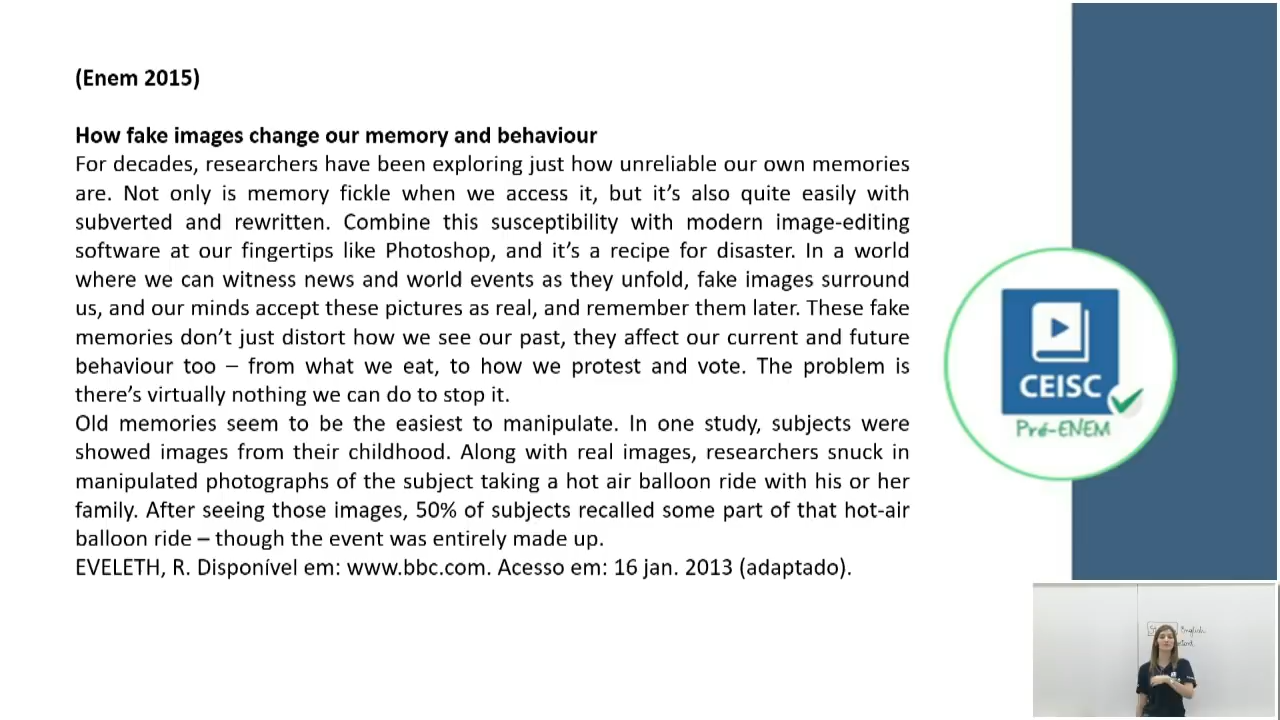 (Enem 2015)
How fake images change our memory and behaviour
For decades, researchers have been exploring just how unreliable our own memories
are. Not only is memory fickle when we access it, but it's also quite easily with
subverted and rewritten. Combine this susceptibility with modern image-editing
software at our fingertips like Photoshop, and it's a recipe for disaster. In a world
where we can witness news and world events as they unfold, fake images surround
us, and our minds accept these pictures as real, and remember them later. These fake
memories don't just distort how we see our past, they affect our current and future
behaviour too – from what we eat, to how we protest and vote. The problem is
there's virtually nothing we can do to stop it.
Old memories seem to be the easiest to manipulate. In one study, subjects were
showed images from their childhood. Along with real images, researchers snuck in
manipulated photographs of the subject taking a hot air balloon ride with his or her
family. After seeing those images, 50% of subjects recalled some part of that hot-air
balloon ride – though the event was entirely made up.
EVELETH, R. Disponível em: www.bbc.com. Acesso em: 16 jan. 2013 (adaptado).
CEISC
Pré-ENEM
English